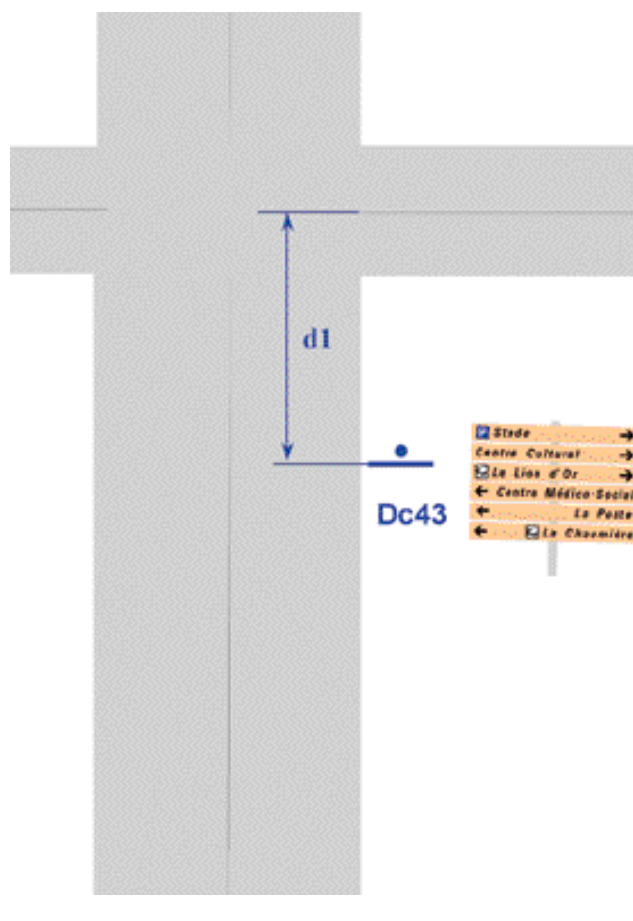 d1
Stade
Centre Culturel
Le Lion d'Or
Centre Médico-Social
Dc43
La Poste
La Chaumière